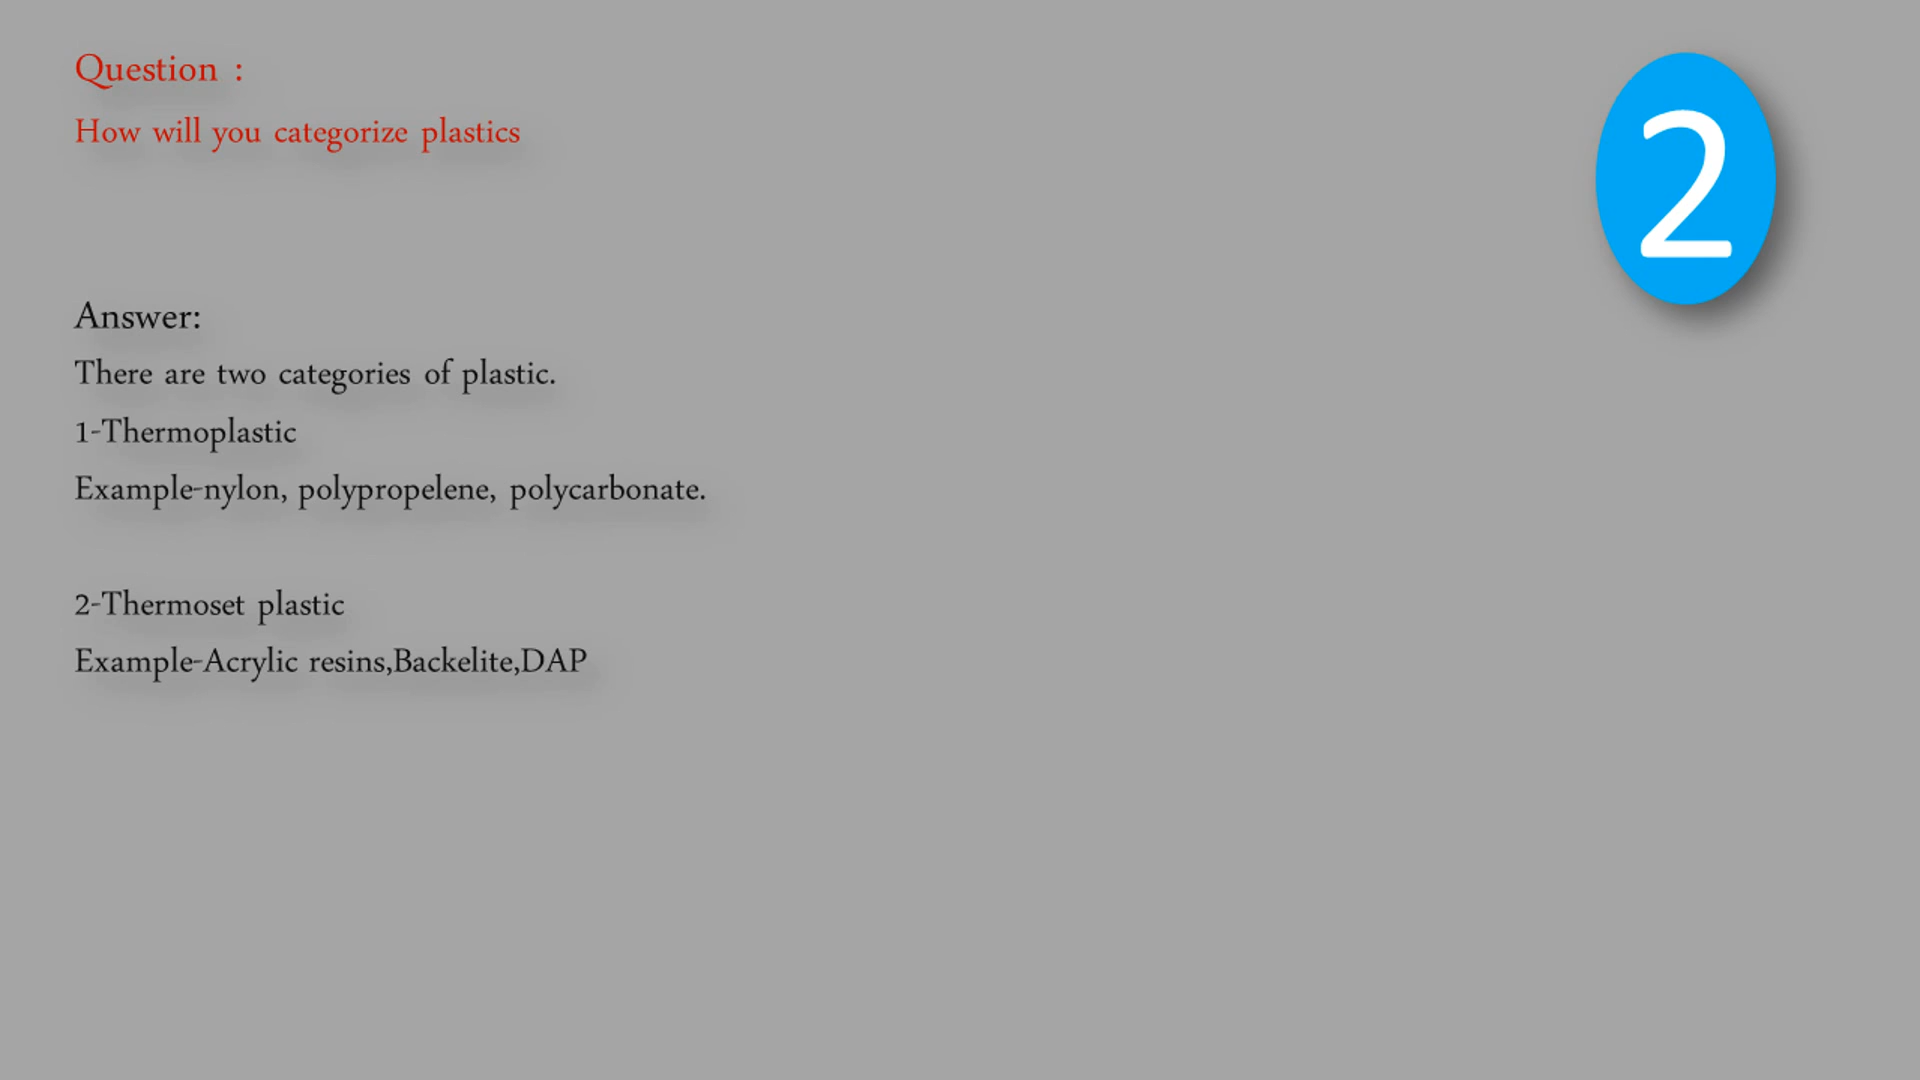 Question :
2
How will you categorize plastics
Answer:
There are two categories of plastic.
1-Thermoplastic
Example-nylon, polypropelene, polycarbonate.
2-Thermoset plastic
Example-Acrylic resins,Backelite,DAP